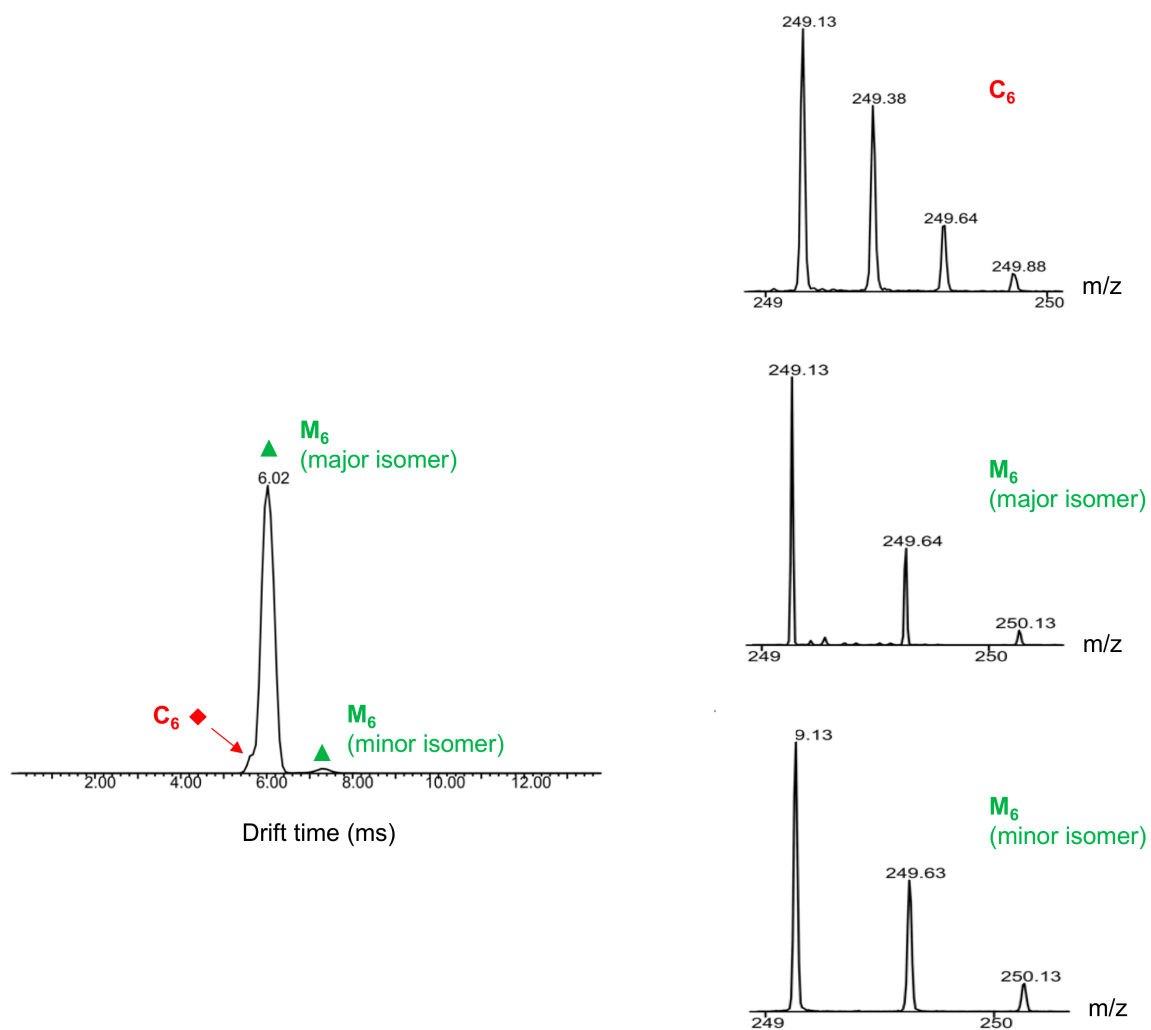 249.13
249.38
C6
249.64
249.88
249
250
m/z
249.13
M6
(major isomer)
249.64
250.13
249
250
m/z
M6
(major isomer)
6.02
C6
M6
(minor isomer)
2.00 4.00 6.00 8.00 10.00 12.00
Drift time (ms)
9.13
M6
(minor isomer)
249.63
250.13
249
250
m/z